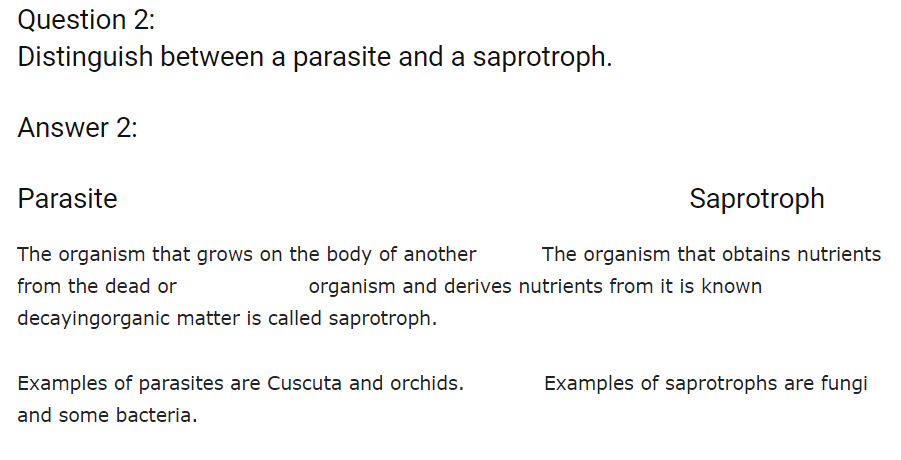 Question 2:
Distinguish between a parasite and a saprotroph.
Answer 2:
Parasite Saprotroph
The organism that grows on the body of another The organism that obtains nutrients
from the dead or organism and derives nutrients from it is known
decayingorganic matter is called saprotroph.
Examples of parasites are Cuscuta and orchids. Examples of saprotrophs are fungi
and some bacteria.